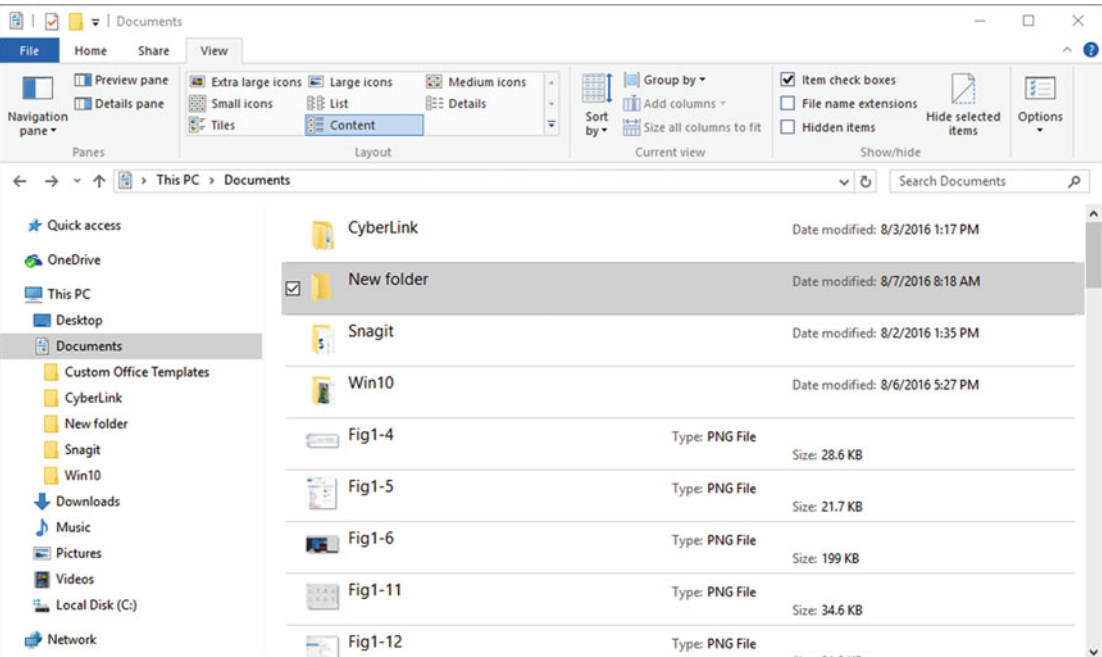 Documents
File Home Share View
Preview pane
Details pane
Navigation pane
Panes
Extra large icons Large icons Medium icons
Small icons List Details
Tiles Content
Layout
Sort by
Group by
Add columns
Size all columns to fit
Current view
Item check boxes
File name extensions
Hidden items
Hide selected items
Show/hide
Options
This PC > Documents
Search Documents
Quick access
OneDrive
This PC
Desktop
Documents
Custom Office Templates
CyberLink
New folder
Snagit
Win10
Downloads
Music
Pictures
Videos
Local Disk (C:)
Network
CyberLink Date modified: 8/3/2016 1:17 PM
New folder Date modified: 8/7/2016 8:18 AM
Snagit Date modified: 8/2/2016 1:35 PM
Win10 Date modified: 8/6/2016 5:27 PM
Fig1-4 Type: PNG File
Size: 28.6 KB
Fig1-5 Type: PNG File
Size: 21.7 KB
Fig1-6 Type: PNG File
Size: 199 KB
Fig1-11 Type: PNG File
Size: 34.6 KB
Fig1-12 Type: PNG File